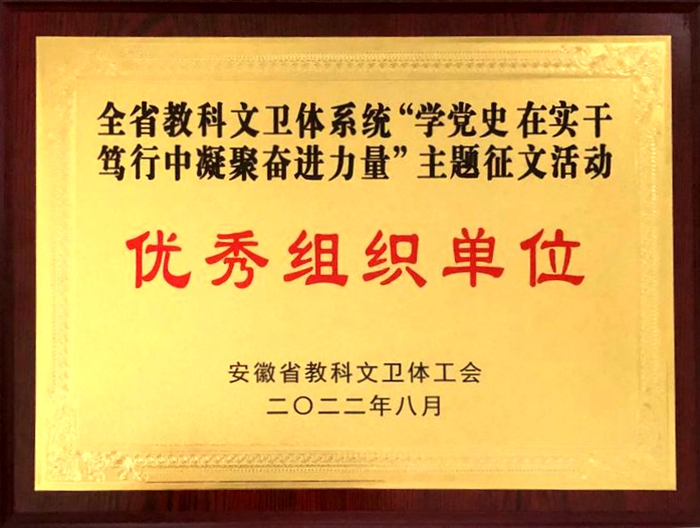 全省教科文卫体系统“学党史 在实干
笃行中凝聚奋进力量”主题征文活动
优秀组织单位
安徽省教科文卫体工会
二〇二二年八月